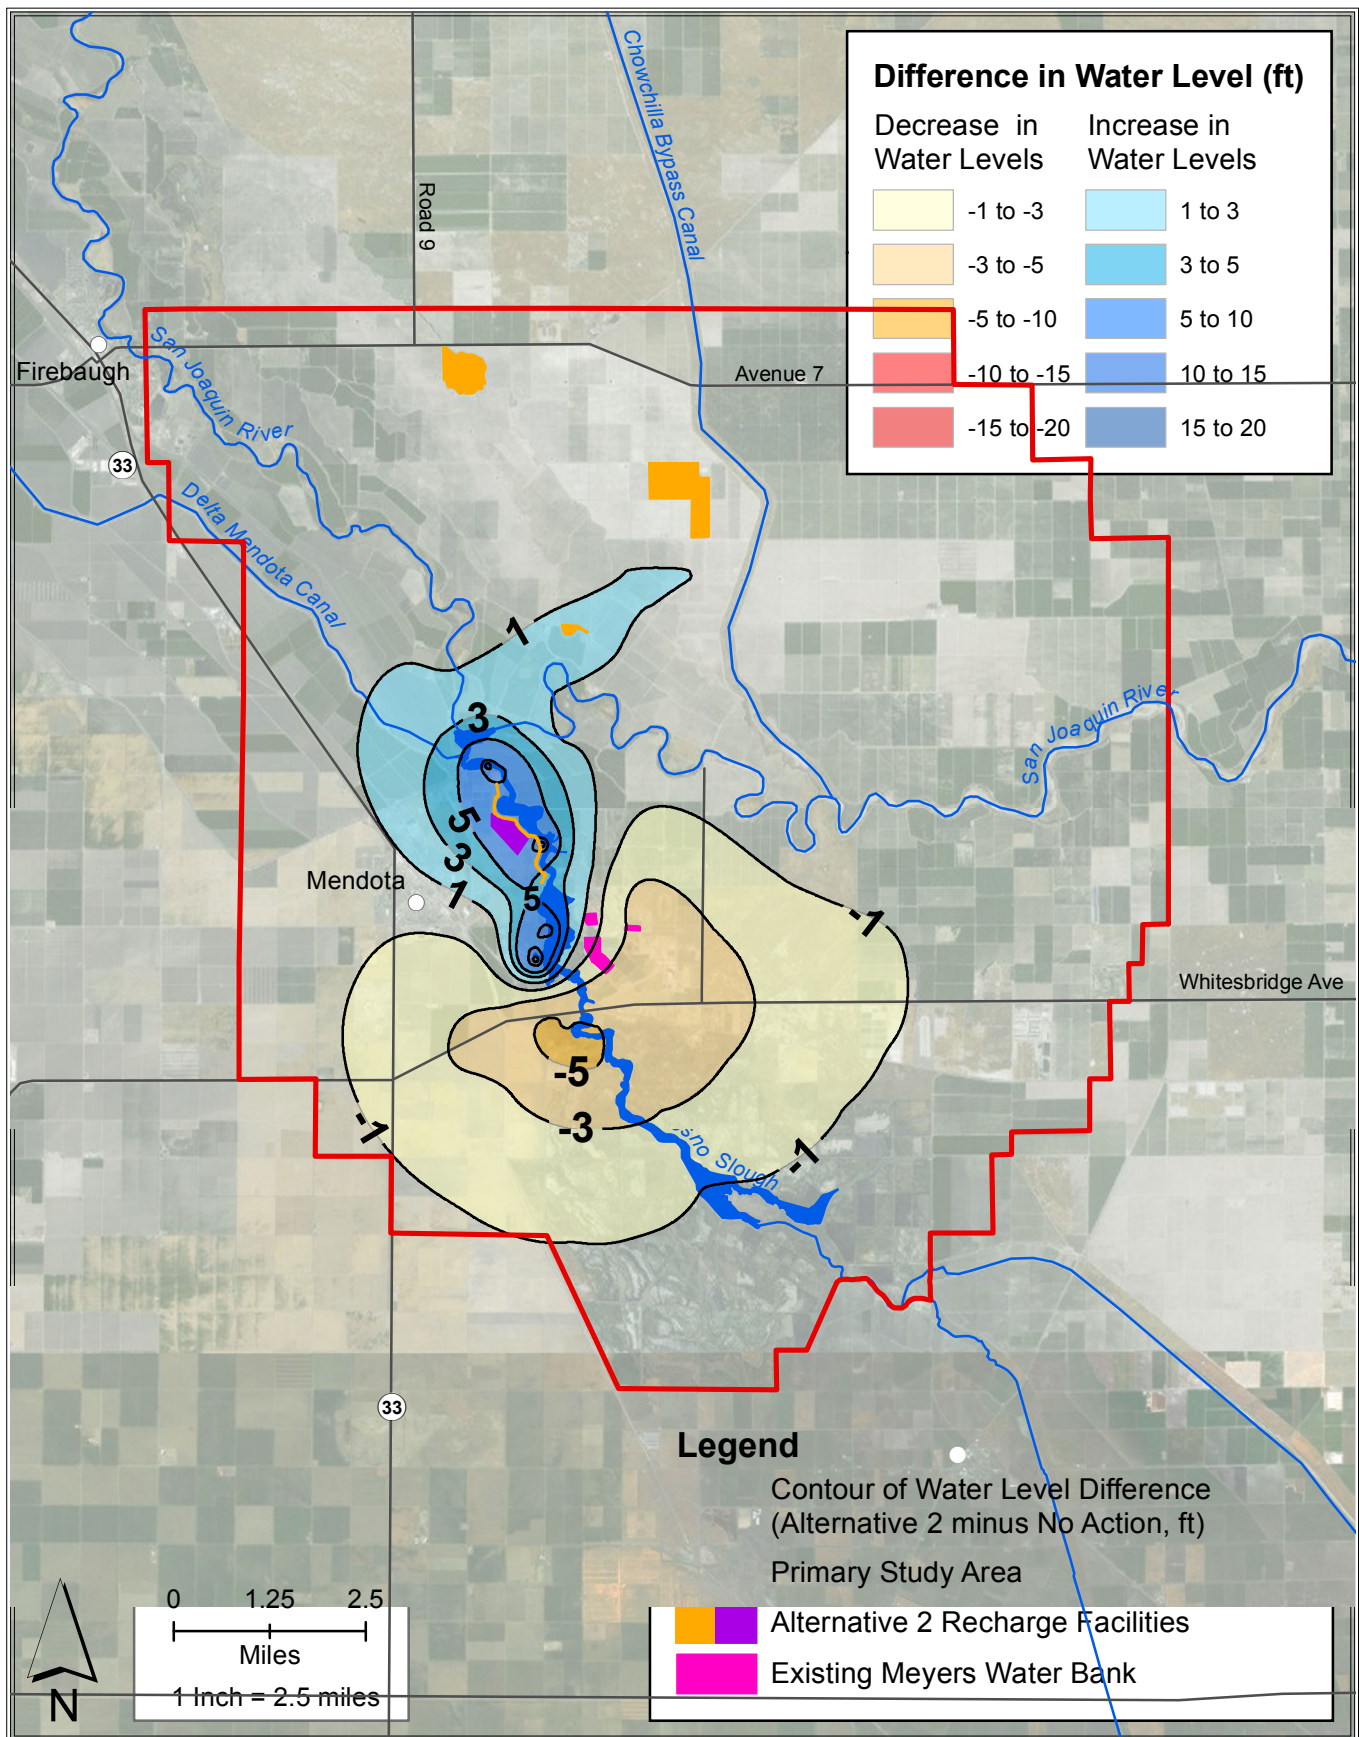 Difference in Water Level (ft)
Decrease in
Water Levels
Increase in
Water Levels
-1 to -3
1 to 3
-3 to -5
3 to 5
-5 to -10
5 to 10
-10 to -15
10 to 15
-15 to -20
15 to 20
Chowchilla Bypass Canal
Road 9
San Joaquin River
Firebaugh
Avenue 7
33
Delta Mendota Canal
1
San Joaquin River
3
5
3
Mendota
1
5
-1
Whitesbridge Ave
-5
-3
-1
-1
sno Slough
33
Legend
Contour of Water Level Difference
(Alternative 2 minus No Action, ft)
Primary Study Area
Alternative 2 Recharge Facilities
Existing Meyers Water Bank
0 1.25 2.5
Miles
1 Inch = 2.5 miles
N